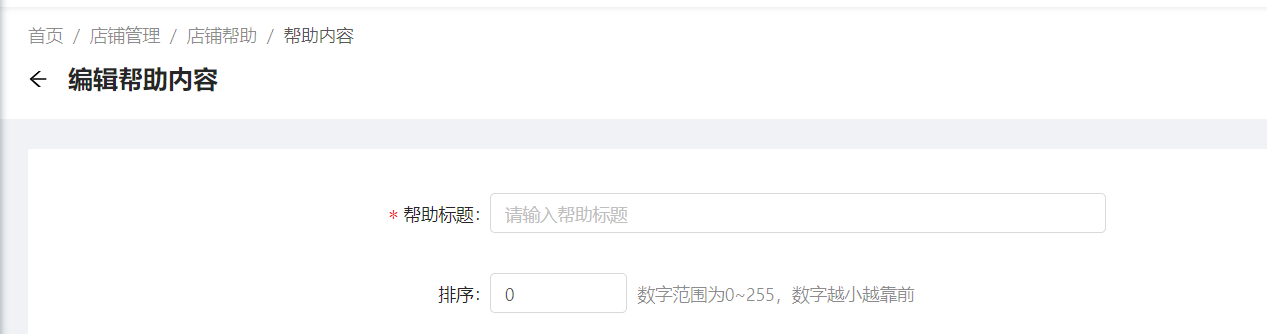 首页 / 店铺管理 / 店铺帮助 / 帮助内容
← 编辑帮助内容
* 帮助标题: 请输入帮助标题
排序: 0 数字范围为0~255，数字越小越靠前